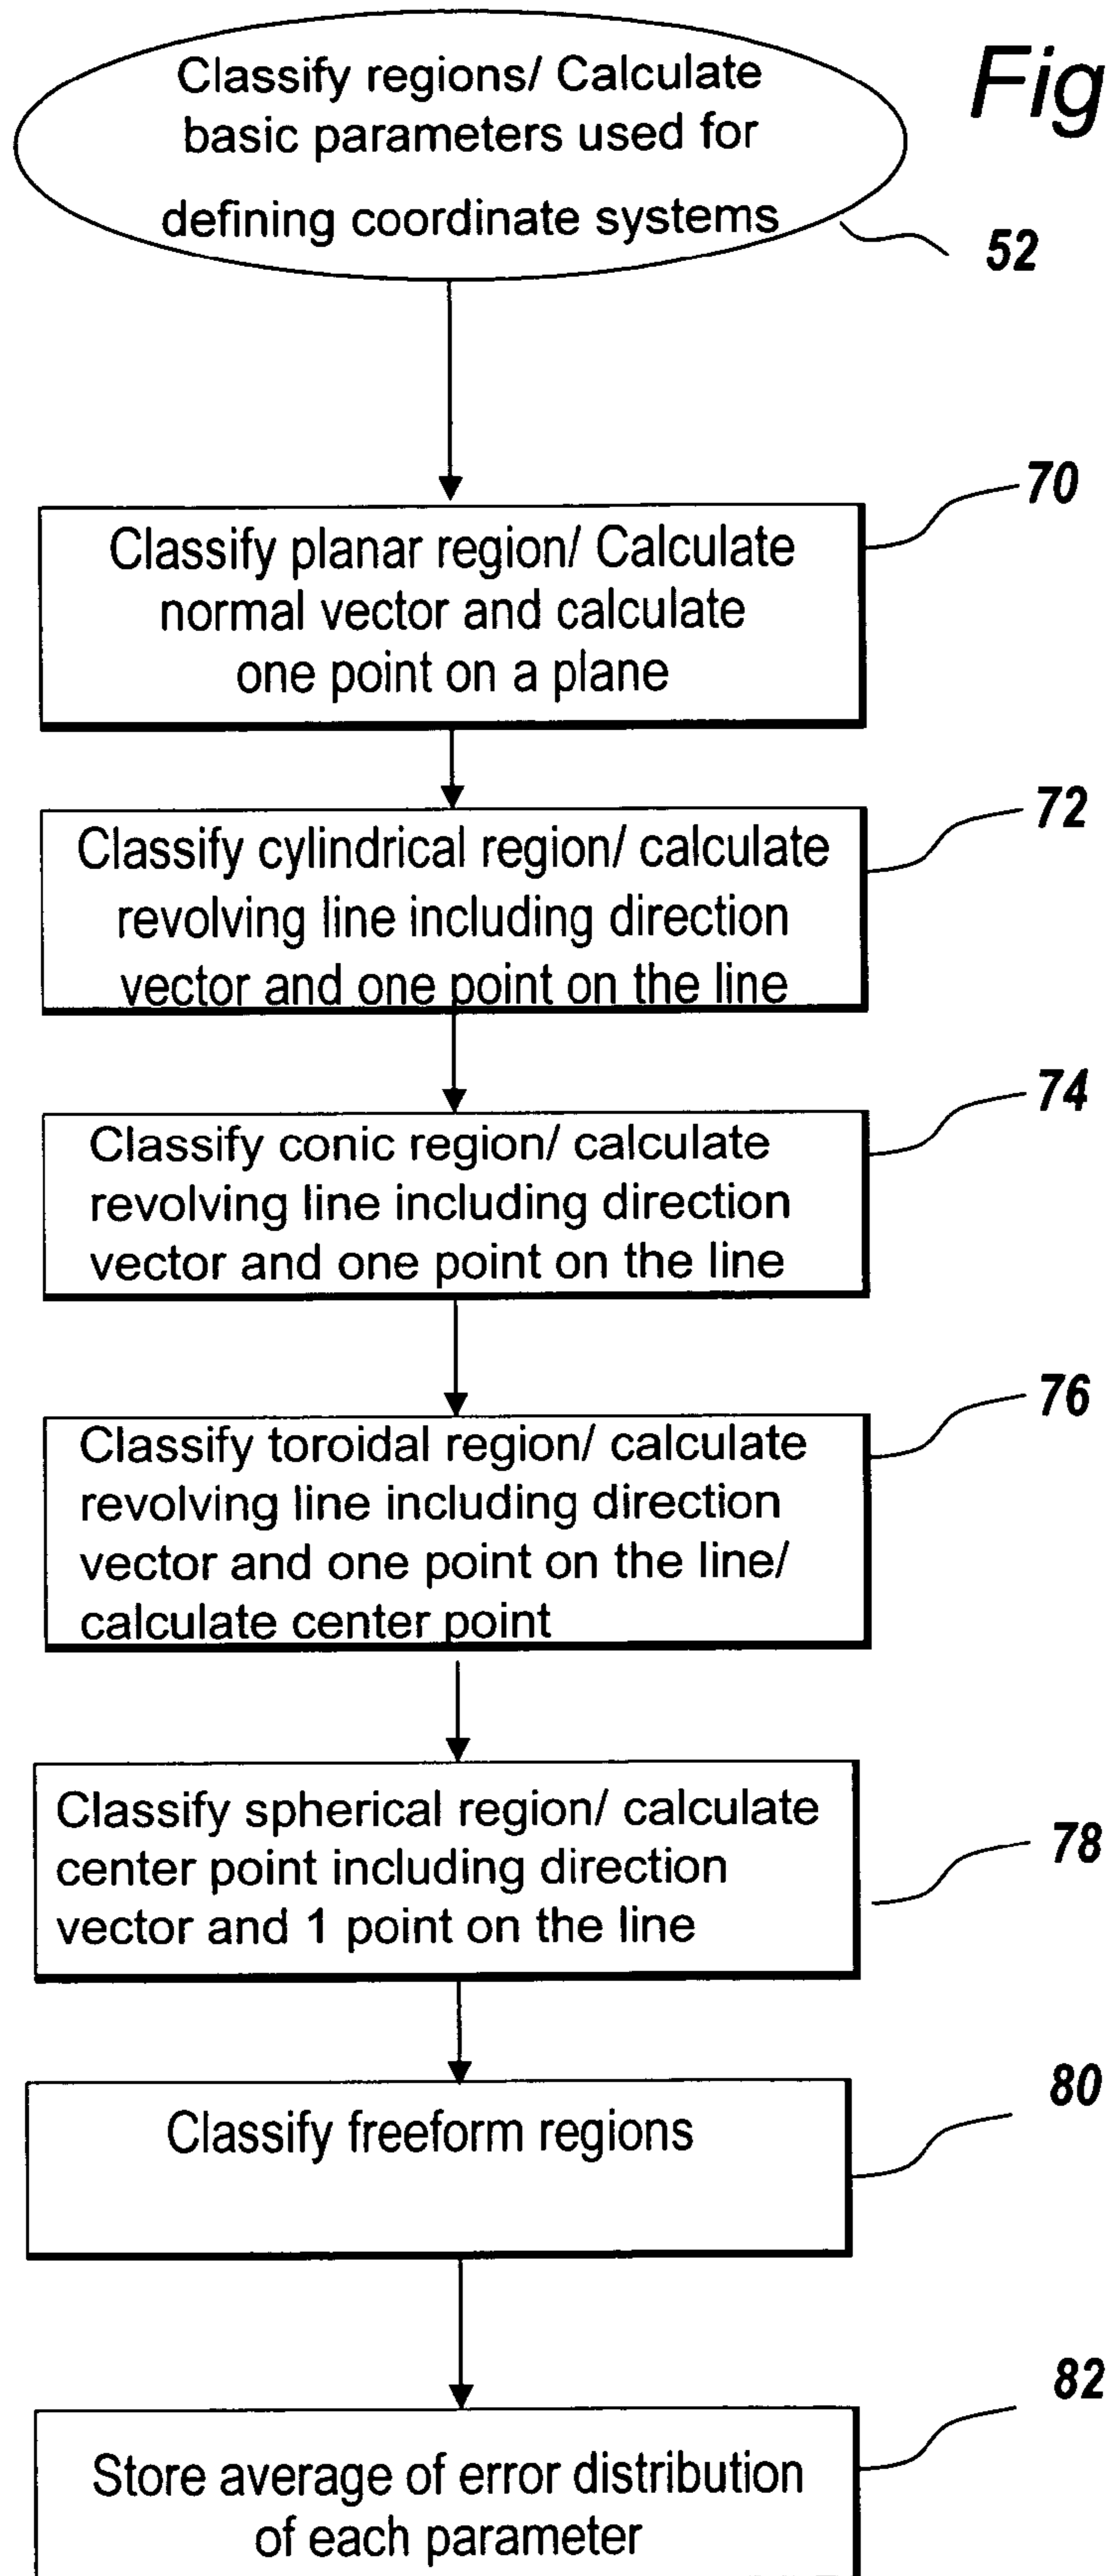 Fig
Classify regions/ Calculate
basic parameters used for
defining coordinate systems
52
70
Classify planar region/ Calculate
normal vector and calculate
one point on a plane
72
Classify cylindrical region/ calculate
revolving line including direction
vector and one point on the line
74
Classify conic region/ calculate
revolving line including direction
vector and one point on the line
76
Classify toroidal region/ calculate
revolving line including direction
vector and one point on the line/
calculate center point
Classify spherical region/ calculate
center point including direction
vector and 1 point on the line
78
80
Classify freeform regions
82
Store average of error distribution
of each parameter